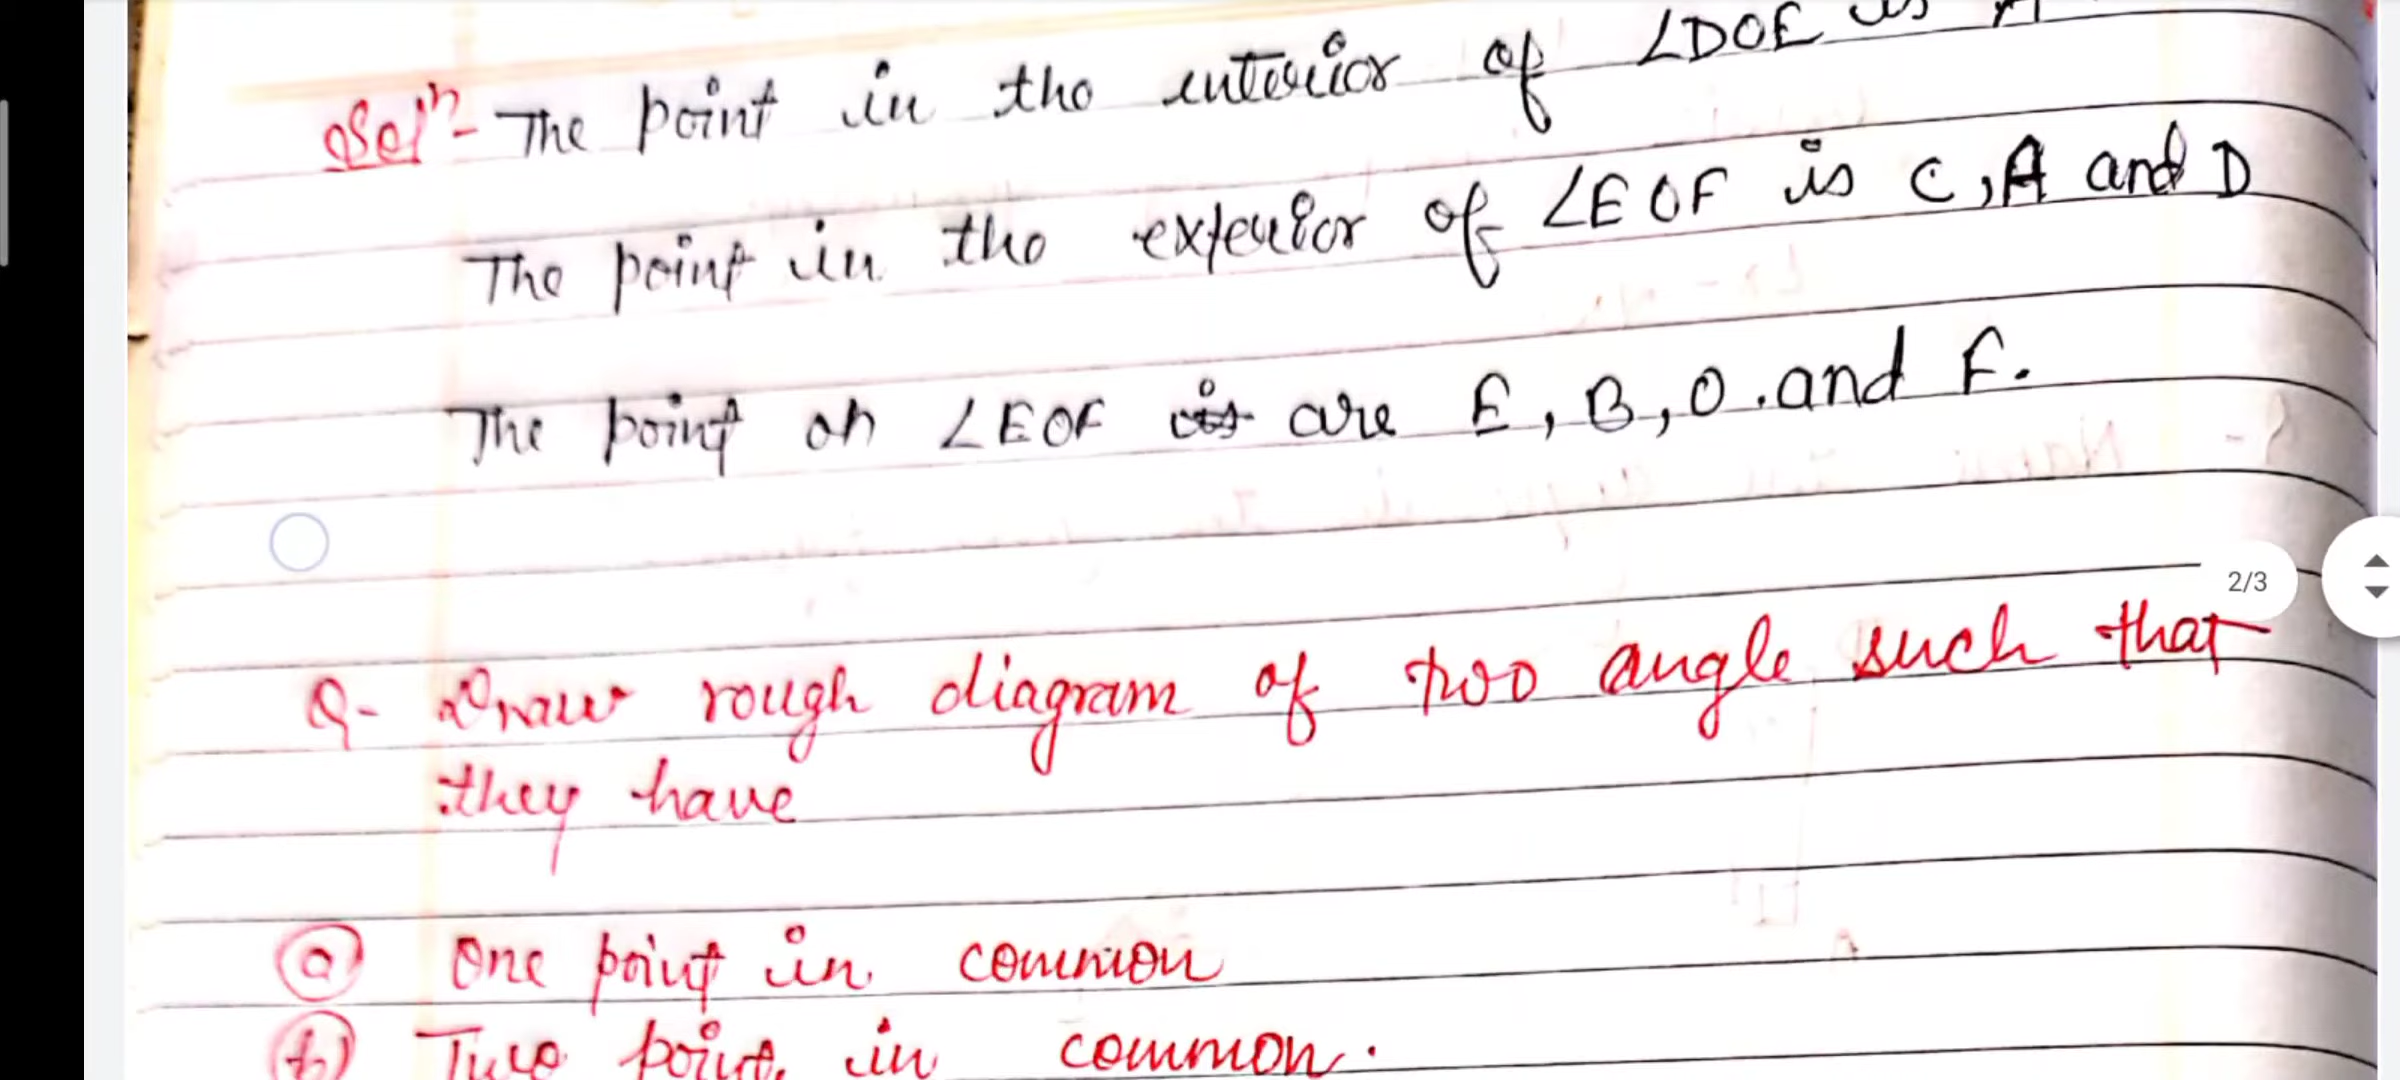 Solⁿ- The point in the interior of ∠DOE is A
The point in the exterior of ∠EOF is C, A and D
The point on ∠EOF are E, B, O. and F.
2/3
Q- Draw rough diagram of two angle such that
they have
(a) One point in common
(b) Two point in common.